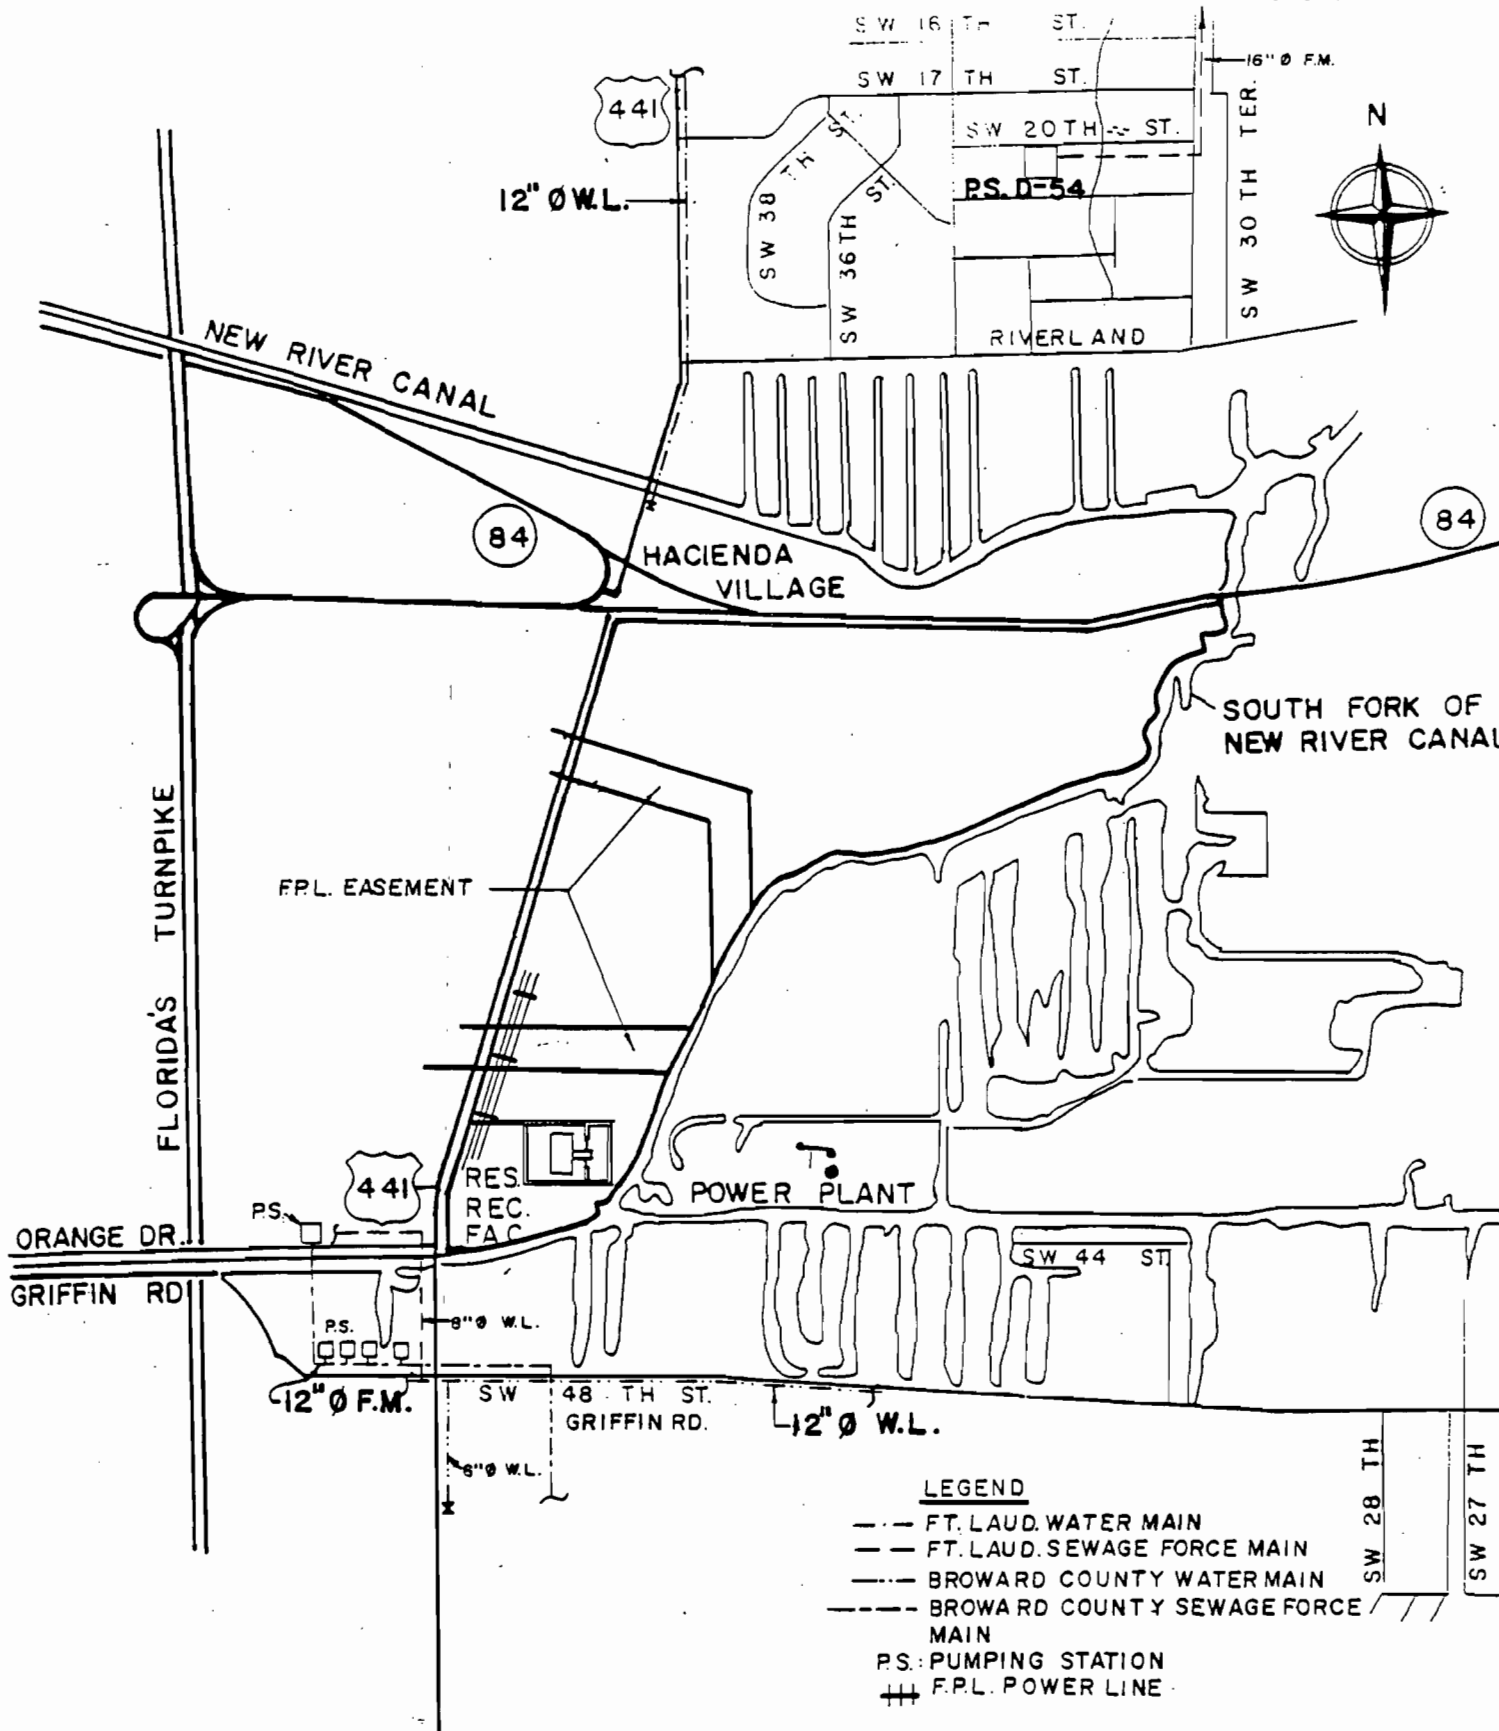 SW 16 TH ST.
16" Ø F.M.
SW 17 TH ST.
441
SW 20TH ST.
N
12" Ø W.L.
P.S. D-54
SW 38 TH ST.
SW 36TH ST.
SW 30TH TER.
RIVERLAND
NEW RIVER CANAL
84
84
HACIENDA
VILLAGE
SOUTH FORK OF
NEW RIVER CANAL
FLORIDA'S TURNPIKE
F.P.L. EASEMENT
441
RES.
REC.
FAC
POWER PLANT
P.S.
ORANGE DR.
GRIFFIN RD
SW 44 ST.
8"Ø W.L.
P.S.
12" Ø F.M.
SW 48 TH ST.
GRIFFIN RD.
12" Ø W.L.
6"Ø W.L.
SW 28 TH
SW 27 TH
LEGEND
FT. LAUD. WATER MAIN
FT. LAUD. SEWAGE FORCE MAIN
BROWARD COUNTY WATER MAIN
BROWARD COUNTY SEWAGE FORCE
MAIN
P.S.: PUMPING STATION
F.P.L. POWER LINE